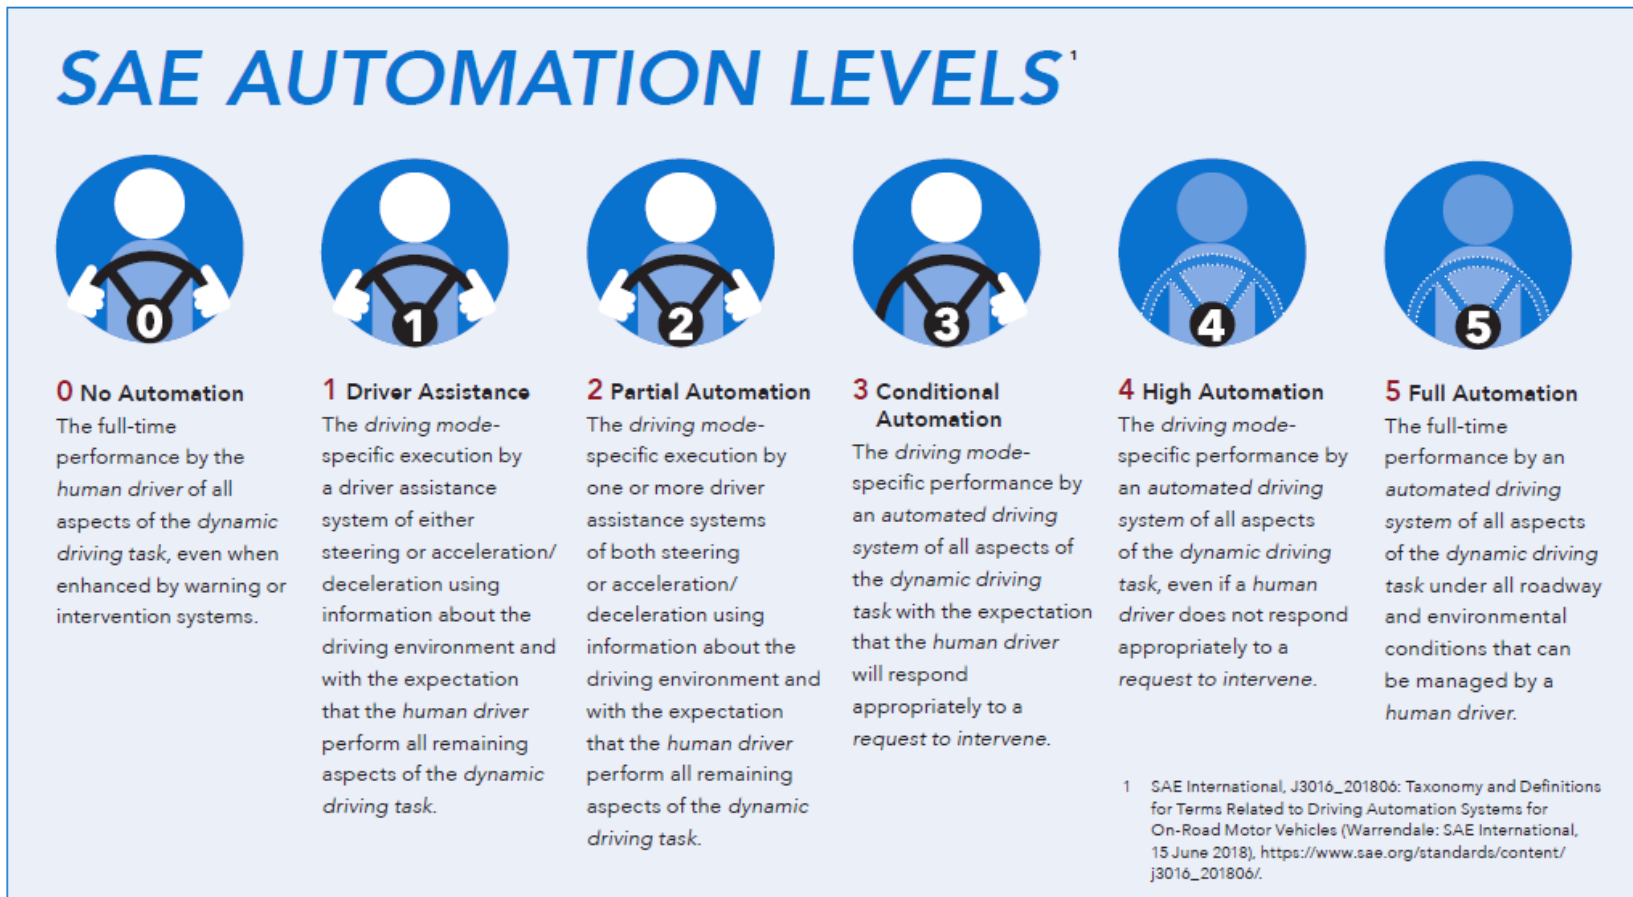 SAE AUTOMATION LEVELS¹
0
1
2
3
4
5
0 No Automation
The full-time
performance by the
human driver of all
aspects of the dynamic
driving task, even when
enhanced by warning or
intervention systems.
1 Driver Assistance
The driving mode-
specific execution by
a driver assistance
system of either
steering or acceleration/
deceleration using
information about the
driving environment and
with the expectation
that the human driver
perform all remaining
aspects of the dynamic
driving task.
2 Partial Automation
The driving mode-
specific execution by
one or more driver
assistance systems
of both steering
or acceleration/
deceleration using
information about the
driving environment and
with the expectation
that the human driver
perform all remaining
aspects of the dynamic
driving task.
3 Conditional
Automation
The driving mode-
specific performance by
an automated driving
system of all aspects of
the dynamic driving
task with the expectation
that the human driver
will respond
appropriately to a
request to intervene.
4 High Automation
The driving mode-
specific performance by
an automated driving
system of all aspects
of the dynamic driving
task, even if a human
driver does not respond
appropriately to a
request to intervene.
5 Full Automation
The full-time
performance by an
automated driving
system of all aspects
of the dynamic driving
task under all roadway
and environmental
conditions that can
be managed by a
human driver.
1 SAE International, J3016_201806: Taxonomy and Definitions
for Terms Related to Driving Automation Systems for
On-Road Motor Vehicles (Warrendale: SAE International,
15 June 2018), https://www.sae.org/standards/content/
j3016_201806/.